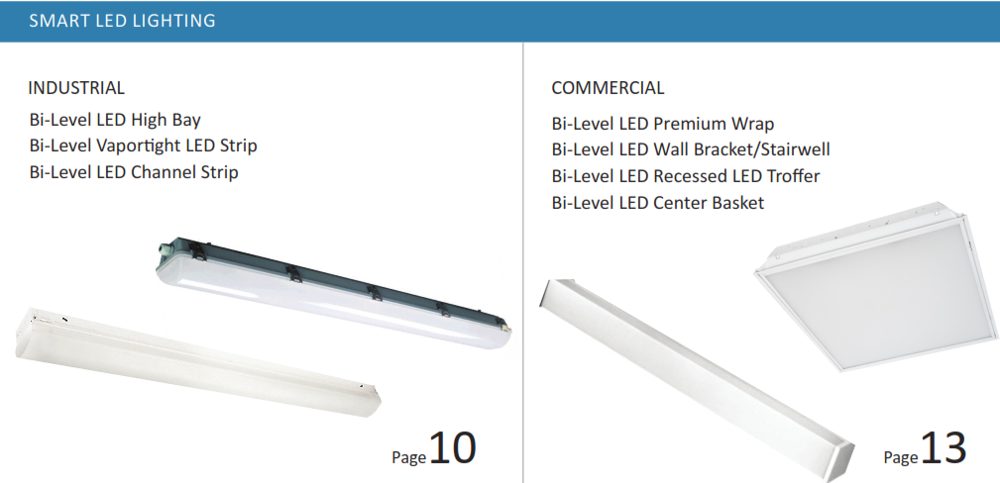 SMART LED LIGHTING
INDUSTRIAL
Bi-Level LED High Bay
Bi-Level Vaportight LED Strip
Bi-Level LED Channel Strip
Page 10
COMMERCIAL
Bi-Level LED Premium Wrap
Bi-Level LED Wall Bracket/Stairwell
Bi-Level LED Recessed LED Troffer
Bi-Level LED Center Basket
Page 13